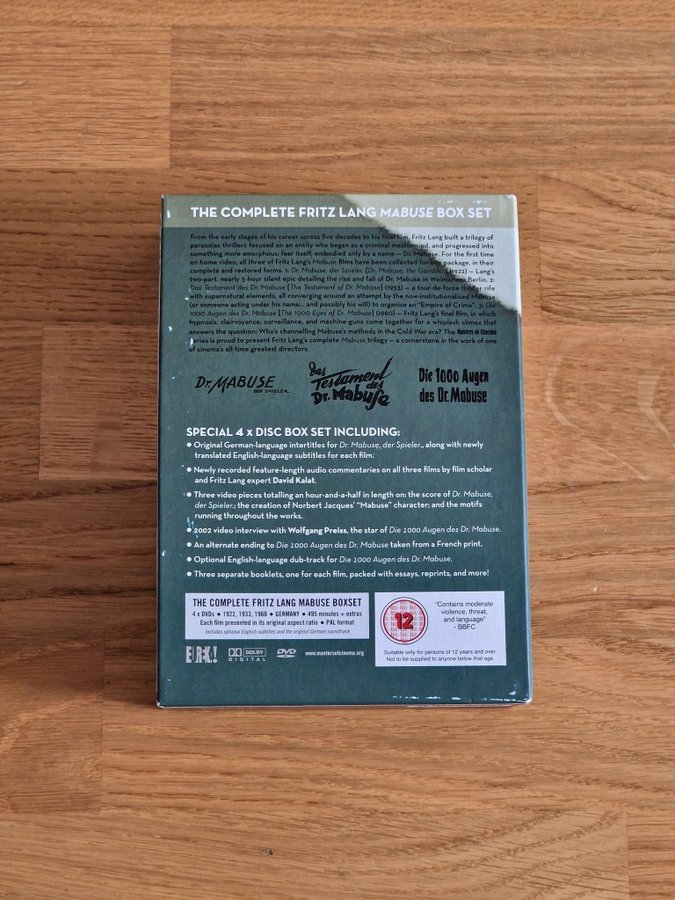 THE COMPLETE FRITZ LANG MABUSE BOX SET
From the early stages of his career across five decades to his final film, Fritz Lang built a trilogy of
paranoiac thrillers focused on an entity who began as a criminal mastermind, and progressed into
something more amorphous: fear itself, embodied only by a name — Dr. Mabuse. For the first time
on home video, all three of Fritz Lang's Mabuse films have been collected for one package, in their
complete and restored forms. 1: Dr. Mabuse, der Spieler. [Dr. Mabuse, the Gambler.] (1922) — Lang's
two-part, nearly 5-hour silent epic detailing the rise and fall of Dr. Mabuse in Weimar-era Berlin. 2:
Das Testament des Dr. Mabuse [The Testament of Dr. Mabuse] (1933) — a tour-de-force thriller rife
with supernatural elements, all converging around an attempt by the now-institutionalised Mabuse
(or someone acting under his name... and possibly his will) to organise an "Empire of Crime". 3: Die
1000 Augen des Dr. Mabuse [The 1000 Eyes of Dr. Mabuse] (1960) — Fritz Lang's final film, in which
hypnosis, clairvoyance, surveillance, and machine-guns come together for a whiplash climax that
answers the question: Who's channelling Mabuse's methods in the Cold War era? The Masters of Cinema
Series is proud to present Fritz Lang's complete Mabuse trilogy — a cornerstone in the work of one
of cinema's all-time greatest directors.
Dr. MABUSE
DER SPIELER
das Testament des Dr. Mabuse
Die 1000 Augen
des Dr. Mabuse
SPECIAL 4 x DISC BOX SET INCLUDING:
● Original German-language intertitles for Dr. Mabuse, der Spieler., along with newly
translated English-language subtitles for each film.
● Newly recorded feature-length audio commentaries on all three films by film scholar
and Fritz Lang expert David Kalat.
● Three video pieces totalling an hour-and-a-half in length on: the score of Dr. Mabuse,
der Spieler.; the creation of Norbert Jacques' "Mabuse" character; and the motifs
running throughout the works.
● 2002 video interview with Wolfgang Preiss, the star of Die 1000 Augen des Dr. Mabuse.
● An alternate ending to Die 1000 Augen des Dr. Mabuse taken from a French print.
● Optional English-language dub-track for Die 1000 Augen des Dr. Mabuse.
● Three separate booklets, one for each film, packed with essays, reprints, and more!
THE COMPLETE FRITZ LANG MABUSE BOXSET
4 x DVDs • 1922, 1933, 1960 • GERMANY • 495 minutes + extras
Each film presented in its original aspect ratio • PAL format
Includes optional English subtitles and the original German soundtrack
12
"Contains moderate
violence, threat,
and language"
- BBFC
Suitable only for persons of 12 years and over.
Not to be supplied to anyone below that age.
EUREKA!
DOLBY
DIGITAL
DVD
www.mastersofcinema.org